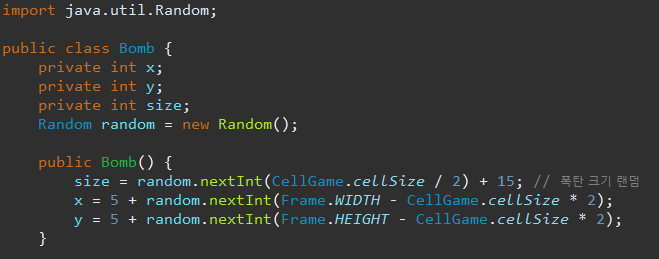 import java.util.Random;
public class Bomb {
private int x;
private int y;
private int size;
Random random = new Random();
public Bomb() {
size = random.nextInt(CellGame.cellSize / 2) + 15; // 폭탄 크기 랜덤
x = 5 + random.nextInt(Frame.WIDTH - CellGame.cellSize * 2);
y = 5 + random.nextInt(Frame.HEIGHT - CellGame.cellSize * 2);
}